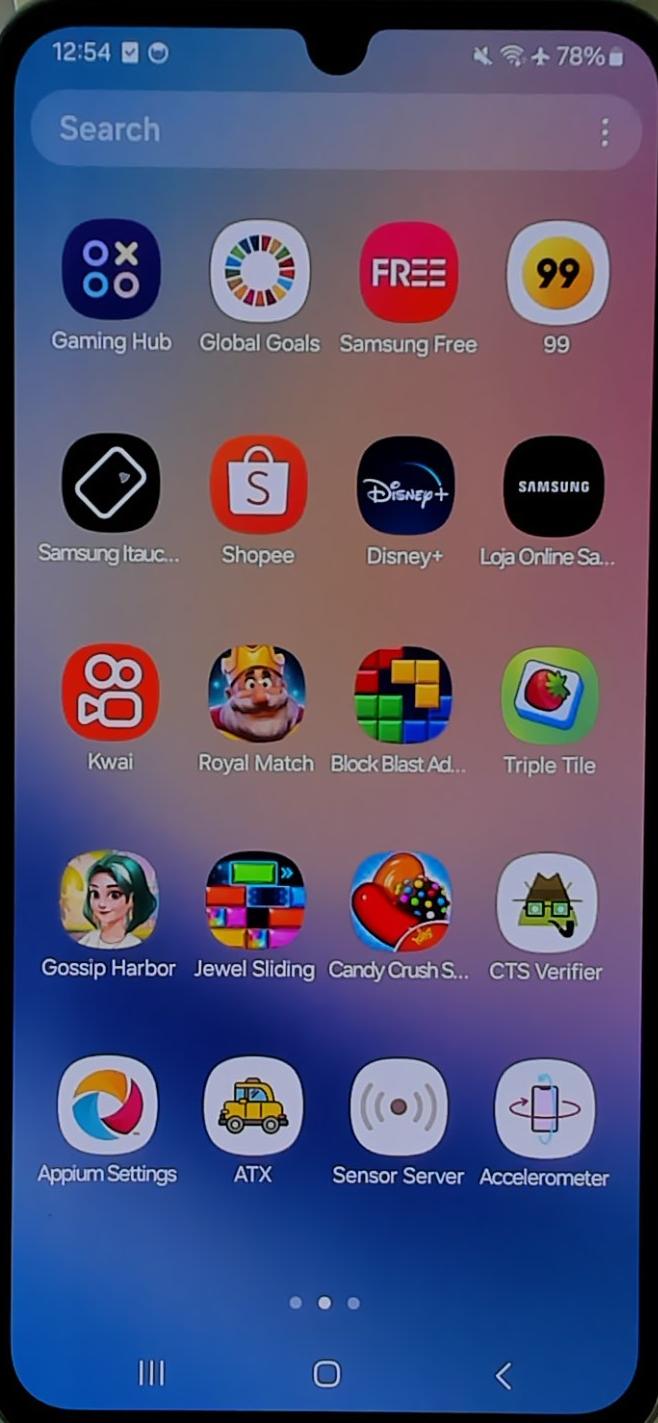 12:54 78%
Search
FREE 99
Gaming Hub Global Goals Samsung Free 99
S Disney+ SAMSUNG
Samsung Itauc... Shopee Disney+ Loja Online Sa...
Kwai Royal Match Block Blast Ad... Triple Tile
Gossip Harbor Jewel Sliding Candy Crush S... CTS Verifier
Appium Settings ATX Sensor Server Accelerometer